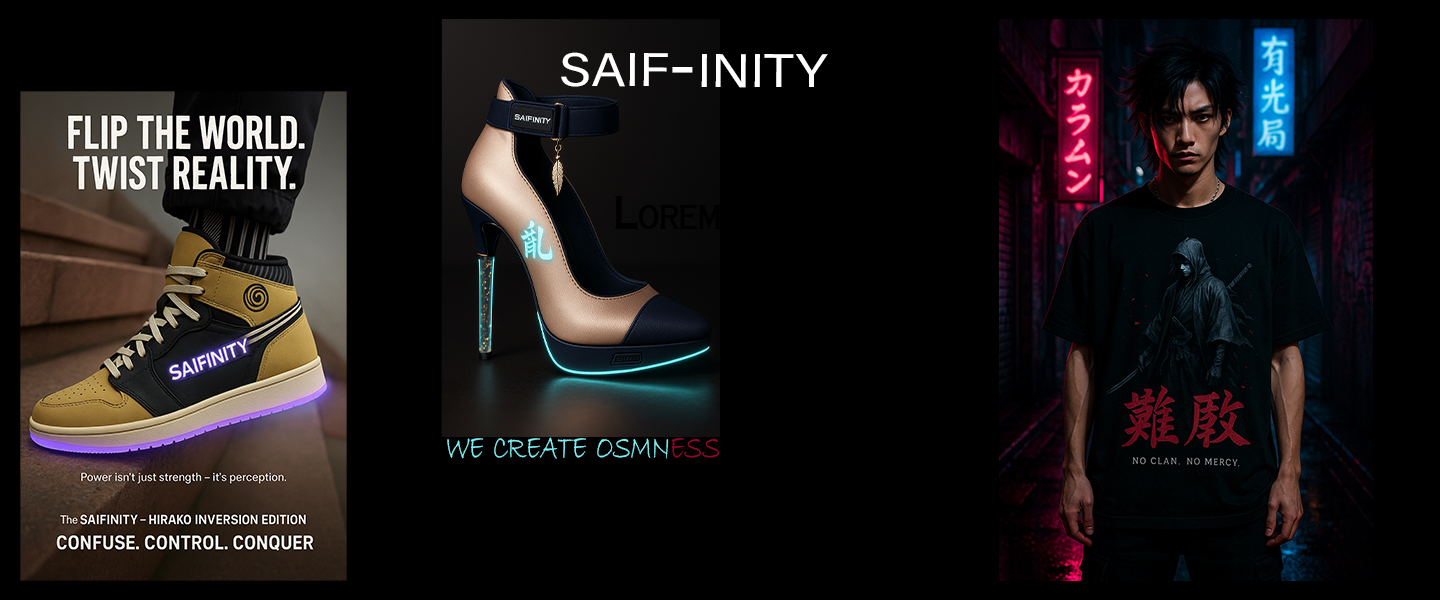 FLIP THE WORLD.
TWIST REALITY.
SAIFINITY
Power isn't just strength – it's perception.
The SAIFINITY – HIRAKO INVERSION EDITION
CONFUSE. CONTROL. CONQUER
SAIF-INITY
SAIFINITY
LOREM
亂
WE CREATE OSMNESS
カラムン
有光局
難
NO CLAN. NO MERCY.